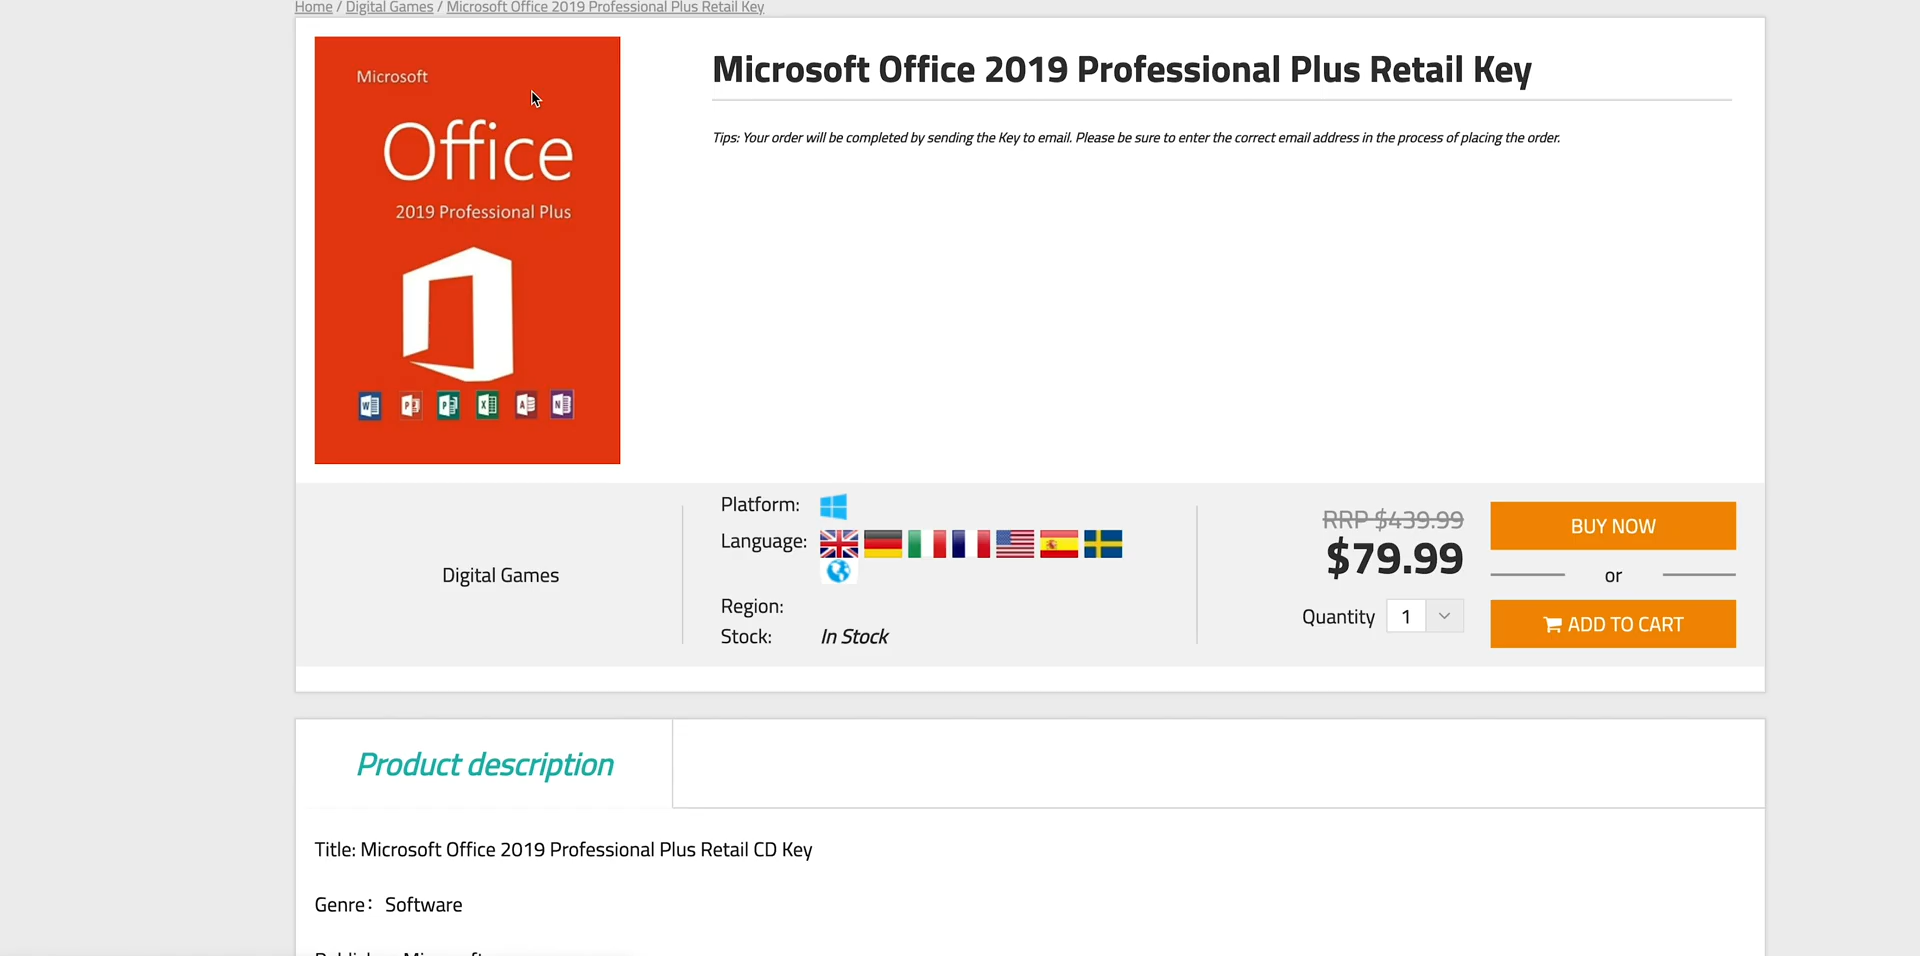 Home / Digital Games / Microsoft Office 2019 Professional Plus Retail Key
Microsoft
Office
2019 Professional Plus
W P P X A N
Microsoft Office 2019 Professional Plus Retail Key
Tips: Your order will be completed by sending the Key to email. Please be sure to enter the correct email address in the process of placing the order.
Digital Games
Platform:
Language:
Region:
Stock: In Stock
RRP $439.99
$79.99
Quantity 1
BUY NOW
or
ADD TO CART
Product description
Title: Microsoft Office 2019 Professional Plus Retail CD Key
Genre： Software